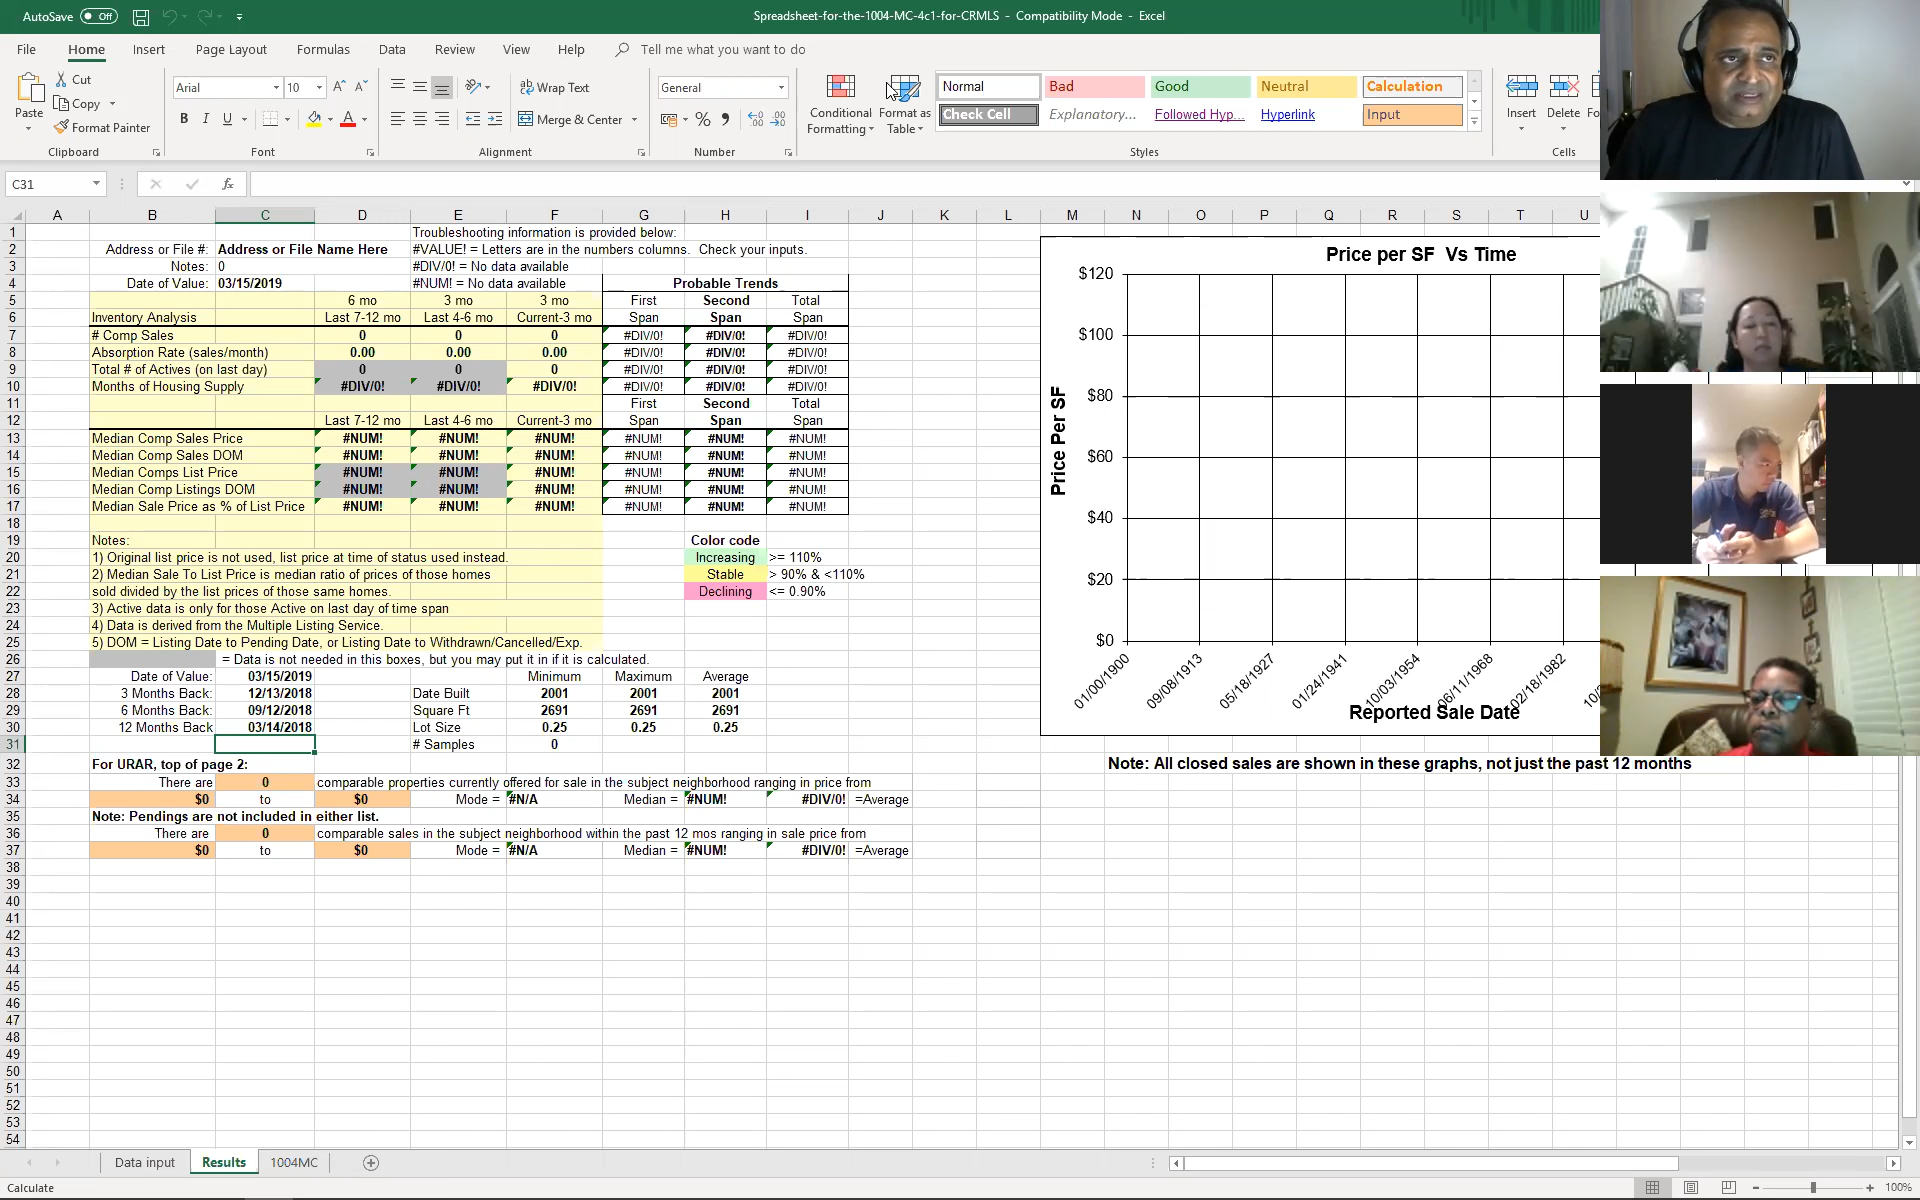 AutoSave Off Spreadsheet-for-the-1004-MC-4c1-for-CRMLS - Compatibility Mode - Excel
File Home Insert Page Layout Formulas Data Review View Help Tell me what you want to do
Cut Arial 10 Wrap Text General Normal Bad Good Neutral Calculation
Paste Copy Conditional Format as Insert Delete
Format Painter B I U Merge & Center Formatting Table Check Cell Explanatory... Followed Hyp... Hyperlink Input
Clipboard Font Alignment Number Styles Cells
C31 fx
A B C D E F G H I J K L M N O P Q R S T U
1 Troubleshooting information is provided below:
2 Address or File #: Address or File Name Here #VALUE! = Letters are in the numbers columns. Check your inputs.
3 Notes: 0 #DIV/0! = No data available
4 Date of Value: 03/15/2019 #NUM! = No data available Probable Trends
5 6 mo 3 mo 3 mo First Second Total
6 Inventory Analysis Last 7-12 mo Last 4-6 mo Current-3 mo Span Span Span
7 # Comp Sales 0 0 0 #DIV/0! #DIV/0! #DIV/0!
8 Absorption Rate (sales/month) 0.00 0.00 0.00 #DIV/0! #DIV/0! #DIV/0!
9 Total # of Actives (on last day) 0 0 0 #DIV/0! #DIV/0! #DIV/0!
10 Months of Housing Supply #DIV/0! #DIV/0! #DIV/0! #DIV/0! #DIV/0! #DIV/0!
11 First Second Total
12 Last 7-12 mo Last 4-6 mo Current-3 mo Span Span Span
13 Median Comp Sales Price #NUM! #NUM! #NUM! #NUM! #NUM! #NUM!
14 Median Comp Sales DOM #NUM! #NUM! #NUM! #NUM! #NUM! #NUM!
15 Median Comps List Price #NUM! #NUM! #NUM! #NUM! #NUM! #NUM!
16 Median Comp Listings DOM #NUM! #NUM! #NUM! #NUM! #NUM! #NUM!
17 Median Sale Price as % of List Price #NUM! #NUM! #NUM! #NUM! #NUM! #NUM!
18
19 Notes: Color code
20 1) Original list price is not used, list price at time of status used instead. Increasing >= 110%
21 2) Median Sale To List Price is median ratio of prices of those homes Stable > 90% & <110%
22 sold divided by the list prices of those same homes. Declining <= 0.90%
23 3) Active data is only for those Active on last day of time span
24 4) Data is derived from the Multiple Listing Service.
25 5) DOM = Listing Date to Pending Date, or Listing Date to Withdrawn/Cancelled/Exp.
26 = Data is not needed in this boxes, but you may put it in if it is calculated.
27 Date of Value: 03/15/2019 Minimum Maximum Average
28 3 Months Back: 12/13/2018 Date Built 2001 2001 2001
29 6 Months Back: 09/12/2018 Square Ft 2691 2691 2691
30 12 Months Back 03/14/2018 Lot Size 0.25 0.25 0.25
31 # Samples 0
32 For URAR, top of page 2:
33 There are 0 comparable properties currently offered for sale in the subject neighborhood ranging in price from
34 $0 to $0 Mode = #N/A Median = #NUM! #DIV/0! =Average
35 Note: Pendings are not included in either list.
36 There are 0 comparable sales in the subject neighborhood within the past 12 mos ranging in sale price from
37 $0 to $0 Mode = #N/A Median = #NUM! #DIV/0! =Average
38
39
40
41
42
43
44
45
46
47
48
49
50
51
52
53
54
Price per SF Vs Time
Price Per SF
$120
$100
$80
$60
$40
$20
$0
01/00/1900 09/08/1913 05/18/1927 01/24/1941 10/03/1954 06/11/1968 02/18/1982
Reported Sale Date
Note: All closed sales are shown in these graphs, not just the past 12 months
Data input Results 1004MC
Calculate 100%